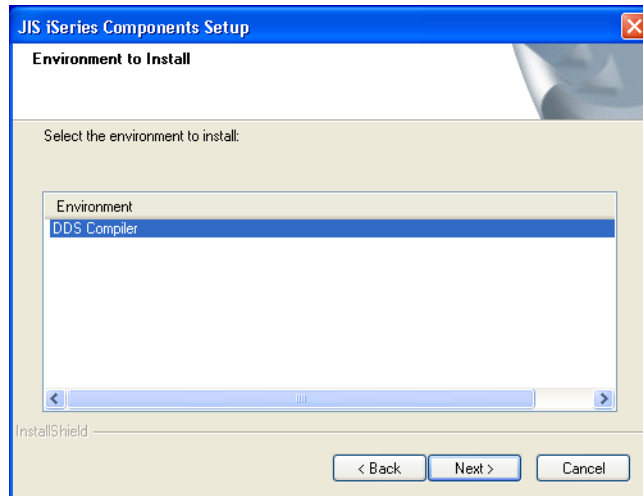 JIS iSeries Components Setup
Environment to Install
Select the environment to install:
Environment
DDS Compiler
InstallShield
< Back Next > Cancel